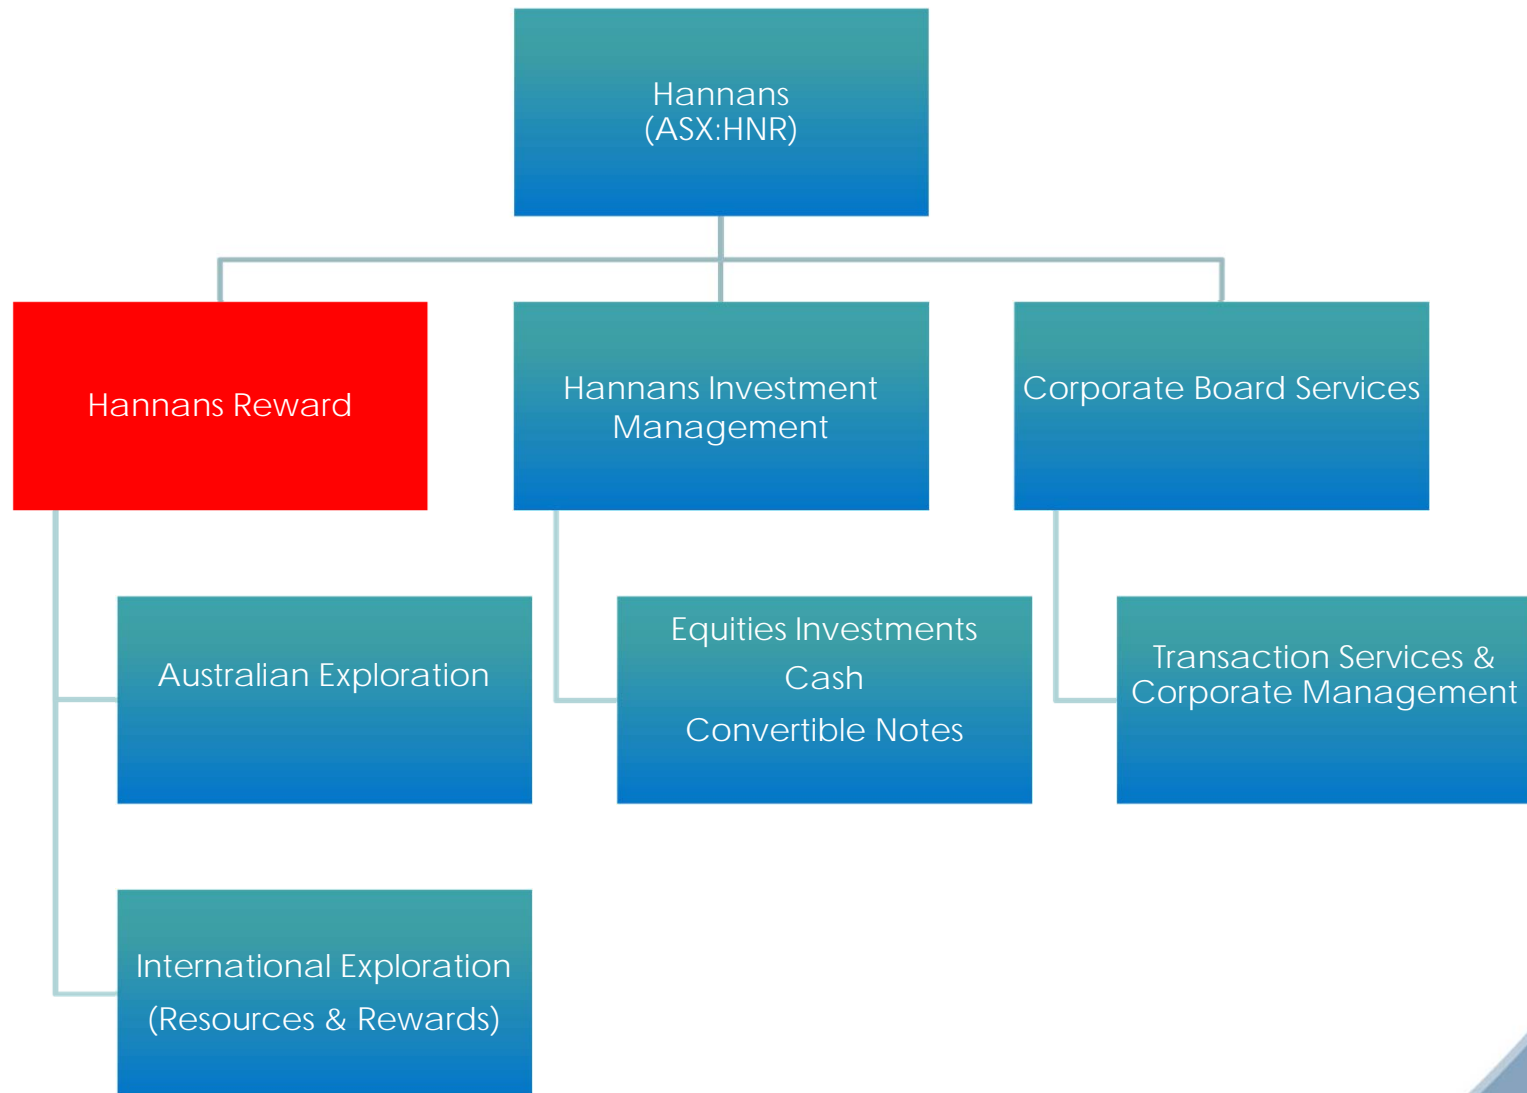 Hannans
(ASX:HNR)
Hannans Reward
Hannans Investment
Management
Corporate Board Services
Australian Exploration
Equities Investments
Cash
Convertible Notes
Transaction Services &
Corporate Management
International Exploration
(Resources & Rewards)